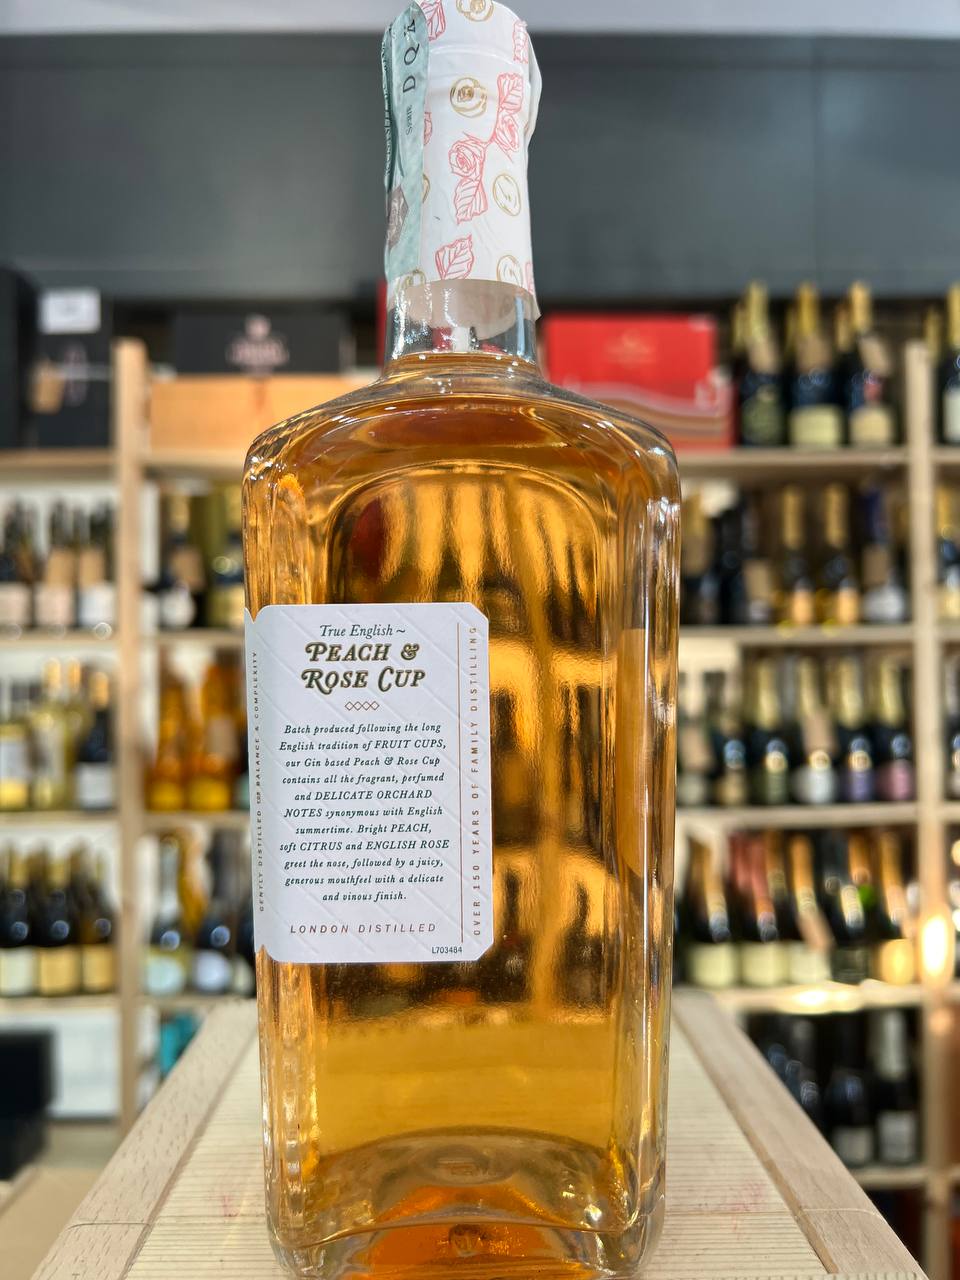 Serie D Q A
True English ~
PEACH &
ROSE CUP
Batch produced following the long
English tradition of FRUIT CUPS,
our Gin based Peach & Rose Cup
contains all the fragrant, perfumed
and DELICATE ORCHARD
NOTES synonymous with English
summertime. Bright PEACH,
soft CITRUS and ENGLISH ROSE
greet the nose, followed by a juicy,
generous mouthfeel with a delicate
and vinous finish.
LONDON DISTILLED
L703484
GENTLY DISTILLED FOR BALANCE & COMPLEXITY
OVER 150 YEARS OF FAMILY DISTILLING